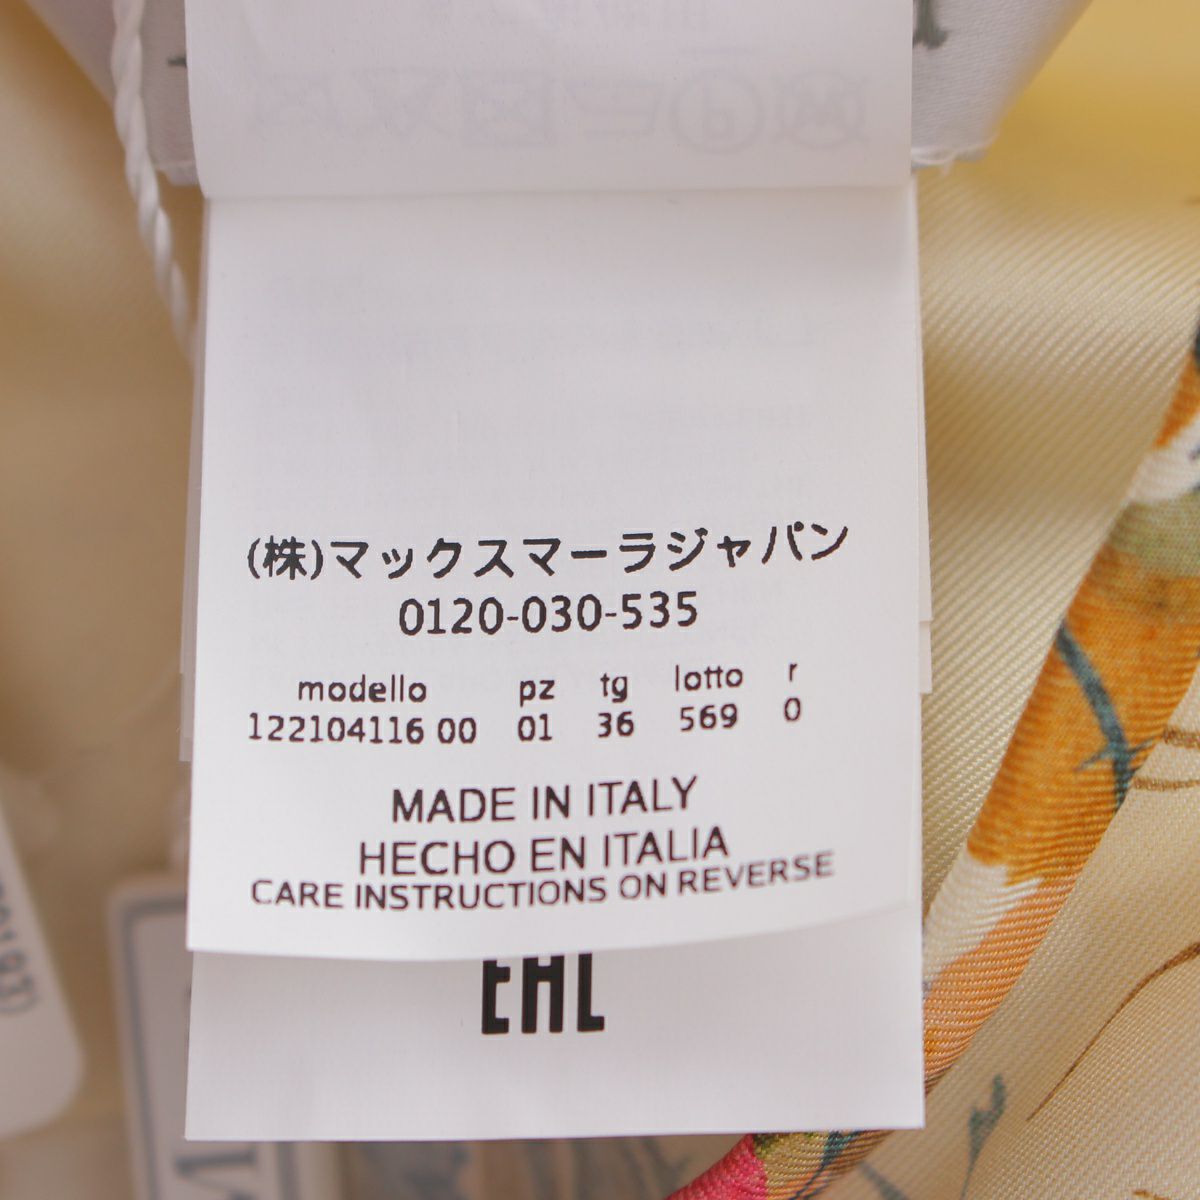 (株)マックスマーラジャパン
0120-030-535
modello pz tg lotto r
122104116 00 01 36 569 0
MADE IN ITALY
HECHO EN ITALIA
CARE INSTRUCTIONS ON REVERSE
EAC